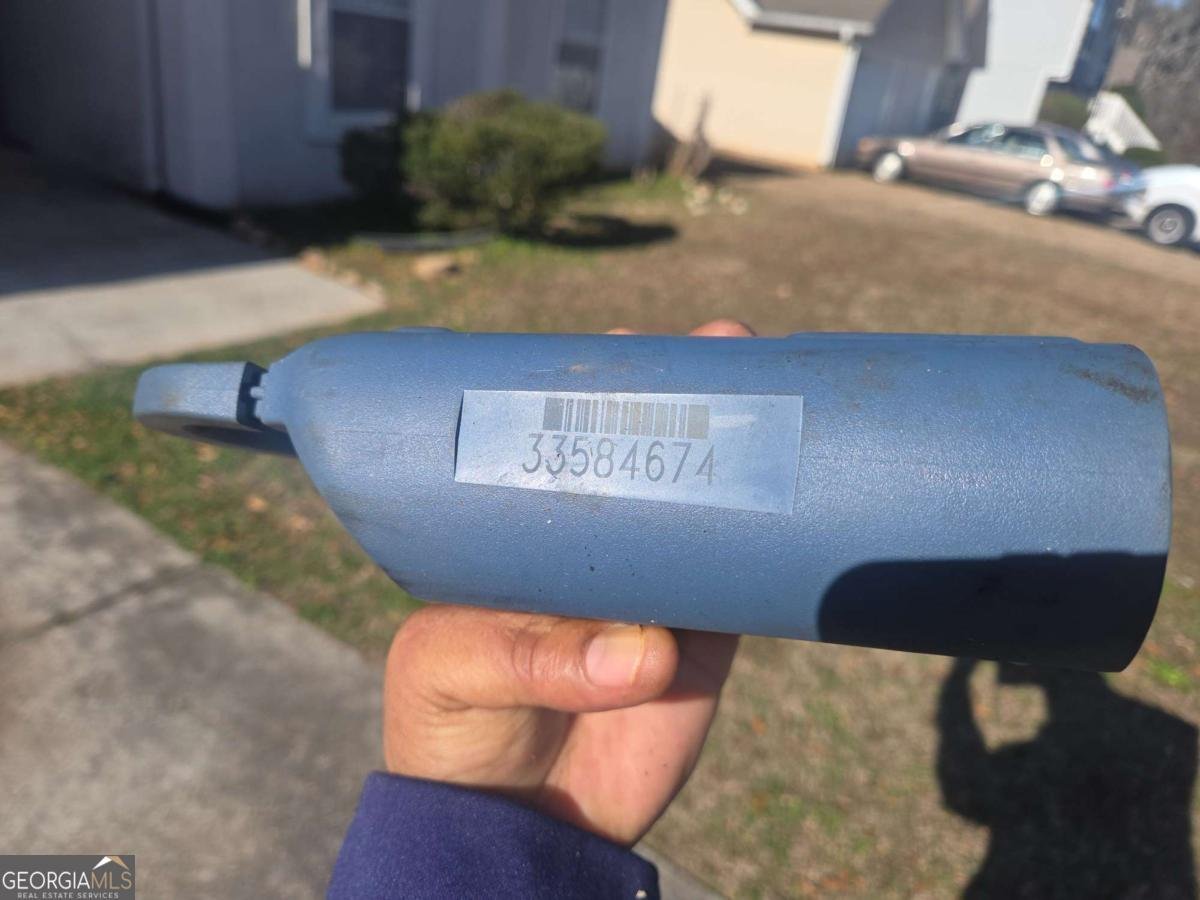 33584674
GEORGIAMLS
REAL ESTATE SERVICES